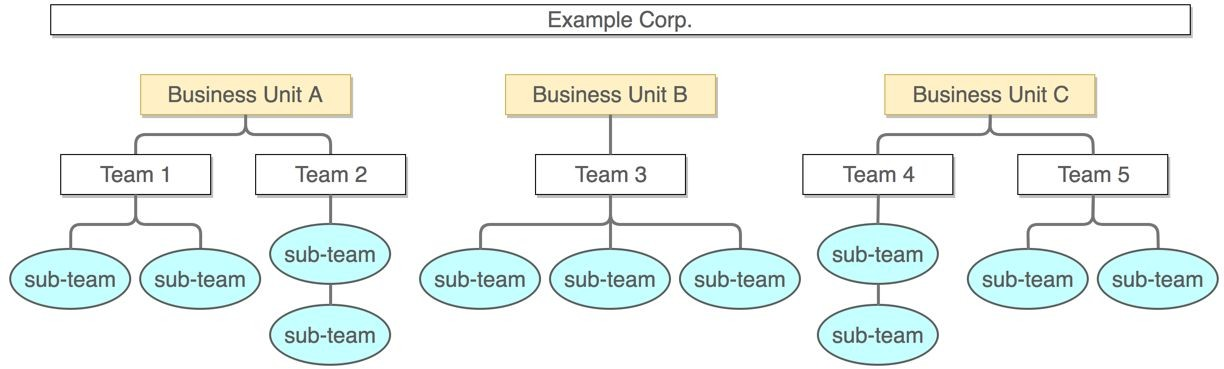 Example Corp.
Business Unit A
Business Unit B
Business Unit C
Team 1
Team 2
Team 3
Team 4
Team 5
sub-team
sub-team
sub-team
sub-team
sub-team
sub-team
sub-team
sub-team
sub-team
sub-team
sub-team
sub-team